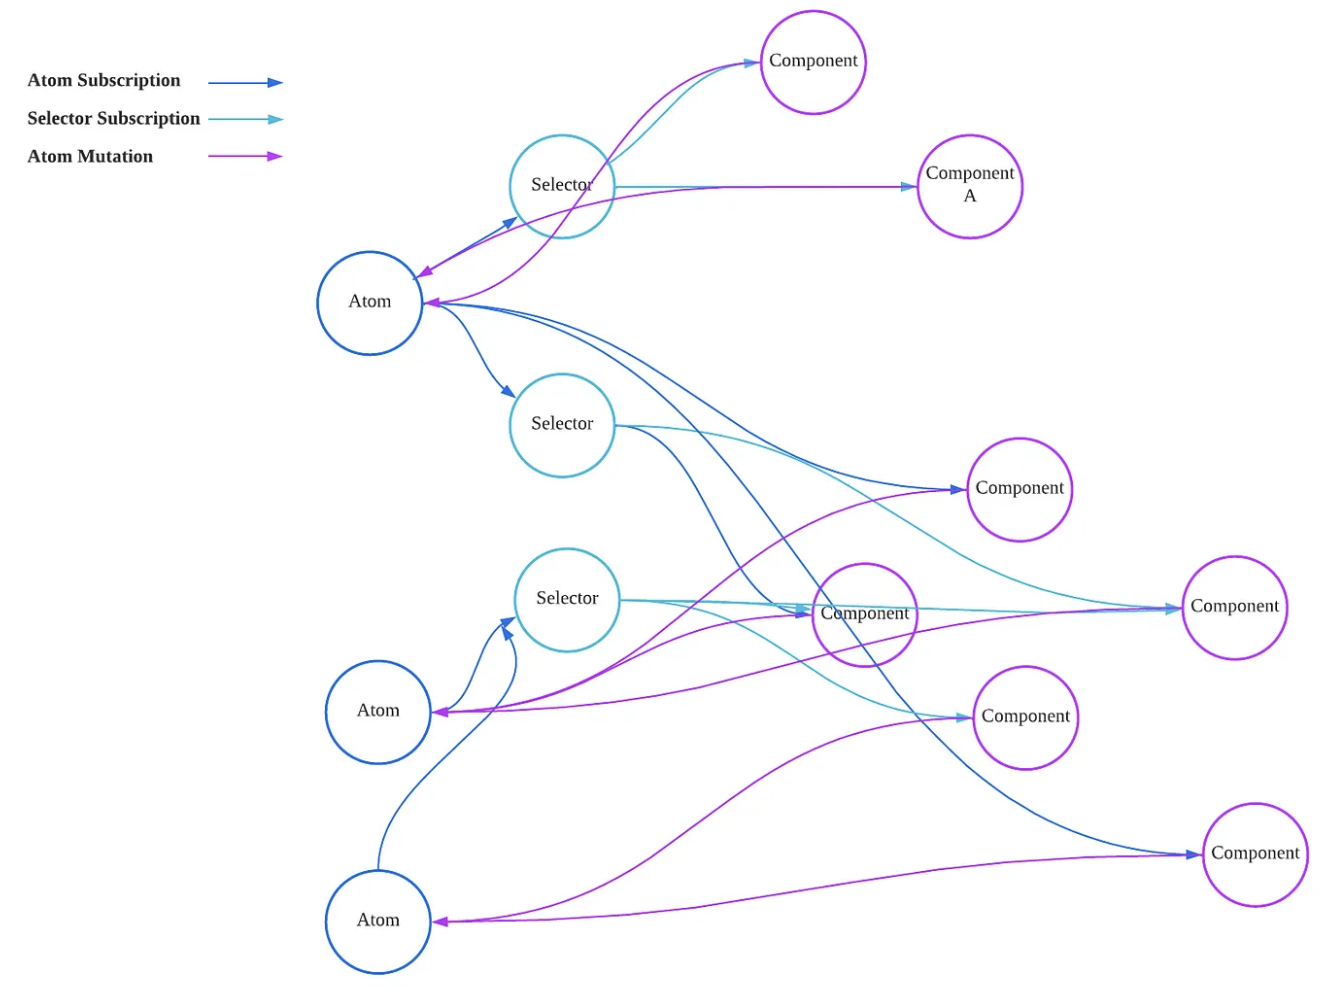 Atom Subscription
Selector Subscription
Atom Mutation
Component
Selector
Component
A
Atom
Selector
Component
Selector
Component
Component
Atom
Component
Component
Atom